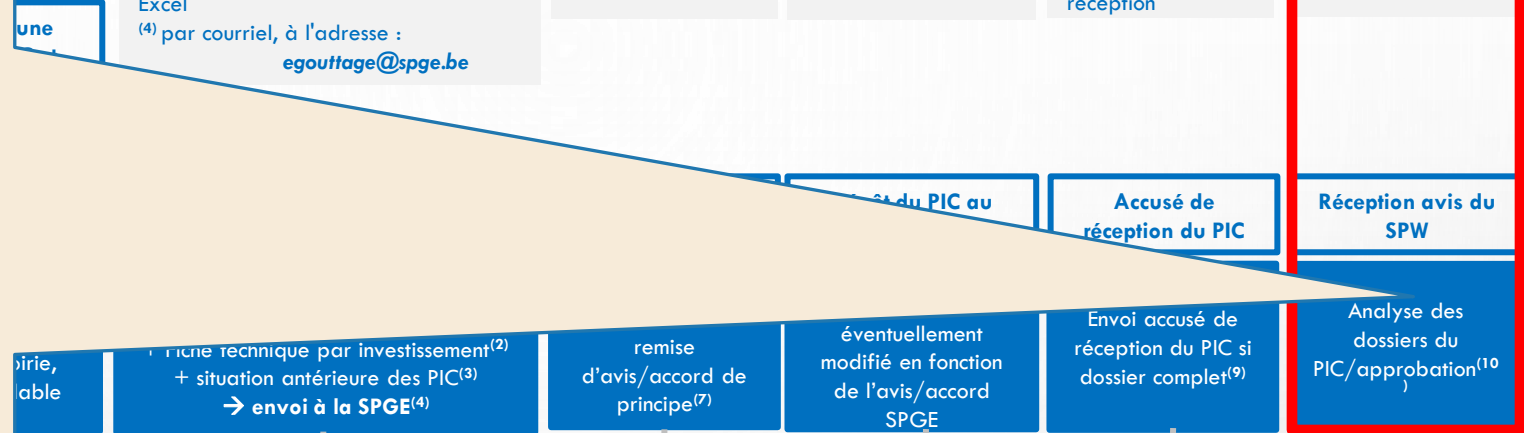 Excel
(4) par courriel, à l'adresse :
egouttage@spge.be
réception
une
du PIC au
Accusé de
réception du PIC
Réception avis du
SPW
+ Fiche technique par investissement(2)
+ situation antérieure des PIC(3)
→ envoi à la SPGE(4)
remise
d'avis/accord de
principe(7)
éventuellement
modifié en fonction
de l'avis/accord
SPGE
Envoi accusé de
réception du PIC si
dossier complet(9)
Analyse des
dossiers du
PIC/approbation(10
)